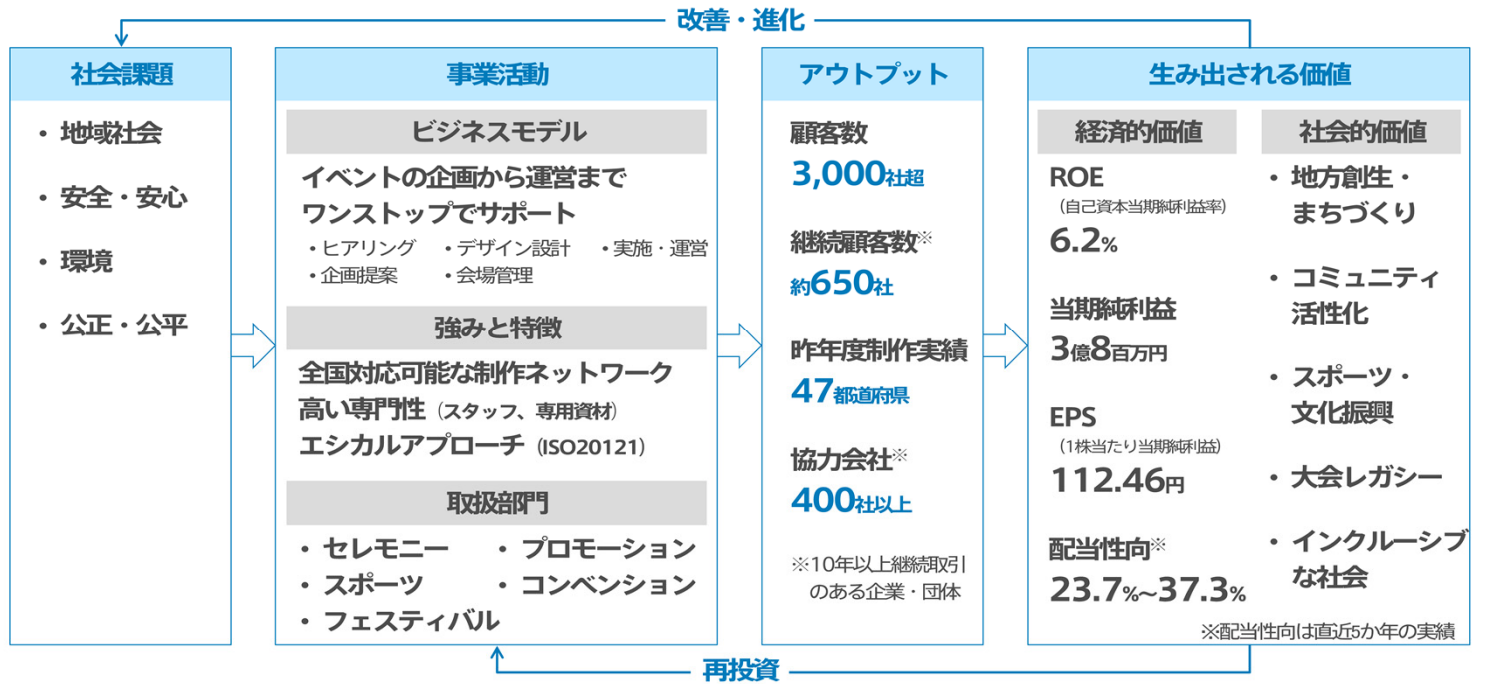 改善・進化
社会課題
・ 地域社会
・ 安全・安心
・ 環境
・ 公正・公平
事業活動
ビジネスモデル
イベントの企画から運営まで
ワンストップでサポート
・ヒアリング ・デザイン設計 ・実施・運営
・企画提案 ・会場管理
強みと特徴
全国対応可能な制作ネットワーク
高い専門性（スタッフ、専用資材）
エシカルアプローチ（ISO20121）
取扱部門
・ セレモニー ・ プロモーション
・ スポーツ ・ コンベンション
・ フェスティバル
アウトプット
顧客数
3,000社超
継続顧客数※
約650社
昨年度制作実績
47都道府県
協力会社※
400社以上
※10年以上継続取引
のある企業・団体
生み出される価値
経済的価値
ROE
（自己資本当期純利益率）
6.2%
当期純利益
3億8百万円
EPS
（1株当たり当期純利益）
112.46円
配当性向※
23.7%～37.3%
社会的価値
・ 地方創生・
まちづくり
・ コミュニティ
活性化
・ スポーツ・
文化振興
・ 大会レガシー
・ インクルーシブ
な社会
※配当性向は直近5か年の実績
再投資